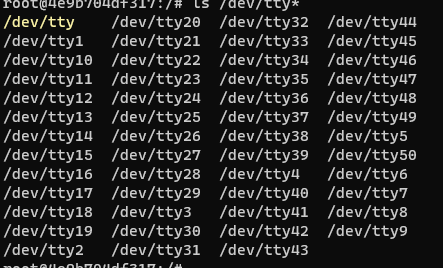 root@4e9b704df317:/# ls /dev/tty*
/dev/tty /dev/tty20 /dev/tty32 /dev/tty44
/dev/tty1 /dev/tty21 /dev/tty33 /dev/tty45
/dev/tty10 /dev/tty22 /dev/tty34 /dev/tty46
/dev/tty11 /dev/tty23 /dev/tty35 /dev/tty47
/dev/tty12 /dev/tty24 /dev/tty36 /dev/tty48
/dev/tty13 /dev/tty25 /dev/tty37 /dev/tty49
/dev/tty14 /dev/tty26 /dev/tty38 /dev/tty5
/dev/tty15 /dev/tty27 /dev/tty39 /dev/tty50
/dev/tty16 /dev/tty28 /dev/tty4 /dev/tty6
/dev/tty17 /dev/tty29 /dev/tty40 /dev/tty7
/dev/tty18 /dev/tty3 /dev/tty41 /dev/tty8
/dev/tty19 /dev/tty30 /dev/tty42 /dev/tty9
/dev/tty2 /dev/tty31 /dev/tty43
root@4e9b704df317:/#